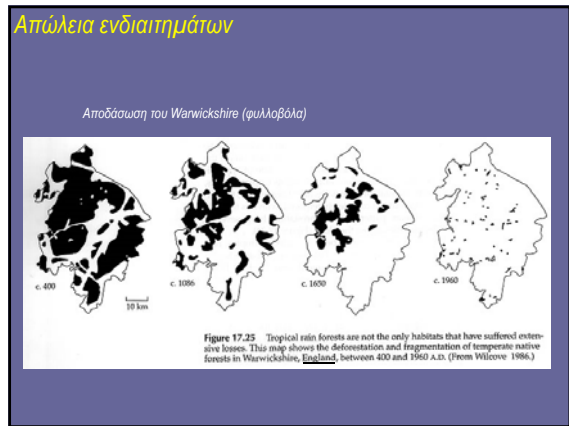 Απώλεια ενδιαιτημάτων
Αποδάσωση του Warwickshire (φυλλοβόλα)
c. 400
10 km
c. 1086
c. 1650
c. 1960
Figure 17.25 Tropical rain forests are not the only habitats that have suffered exten-
sive losses. This map shows the deforestation and fragmentation of temperate native
forests in Warwickshire, England, between 400 and 1960 A.D. (From Wilcove 1986.)